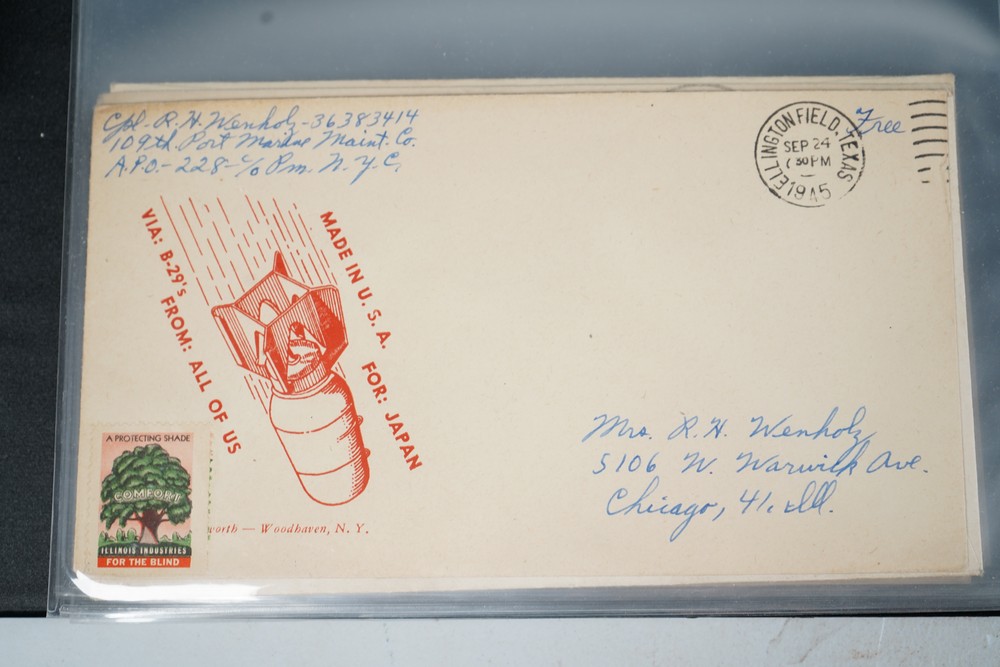 Cpl. R. H. Wenholz - 36383414
109th. Port Marine Maint. Co.
A.P.O. - 228 - c/o Pm. N. Y. C.
Free
ELLINGTON FIELD, TEXAS
SEP 24
30 PM
1945
VIA: B-29's FROM: ALL OF US
MADE IN U. S. A. FOR: JAPAN
Mrs. R. H. Wenholz
5106 W. Warwick Ave.
Chicago, 41. Ill.
A PROTECTING SHADE
COMFORT
ILLINOIS INDUSTRIES
FOR THE BLIND
worth — Woodhaven, N. Y.